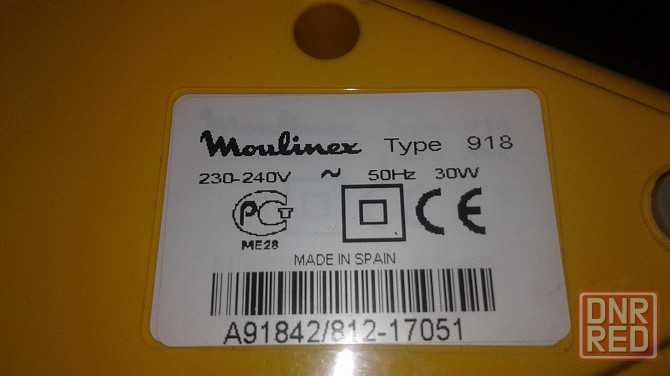 Moulinex Type 918
230-240V ~ 50Hz 30W
PCT CE
ME28
MADE IN SPAIN
A91842/812-17051
DNR
RED